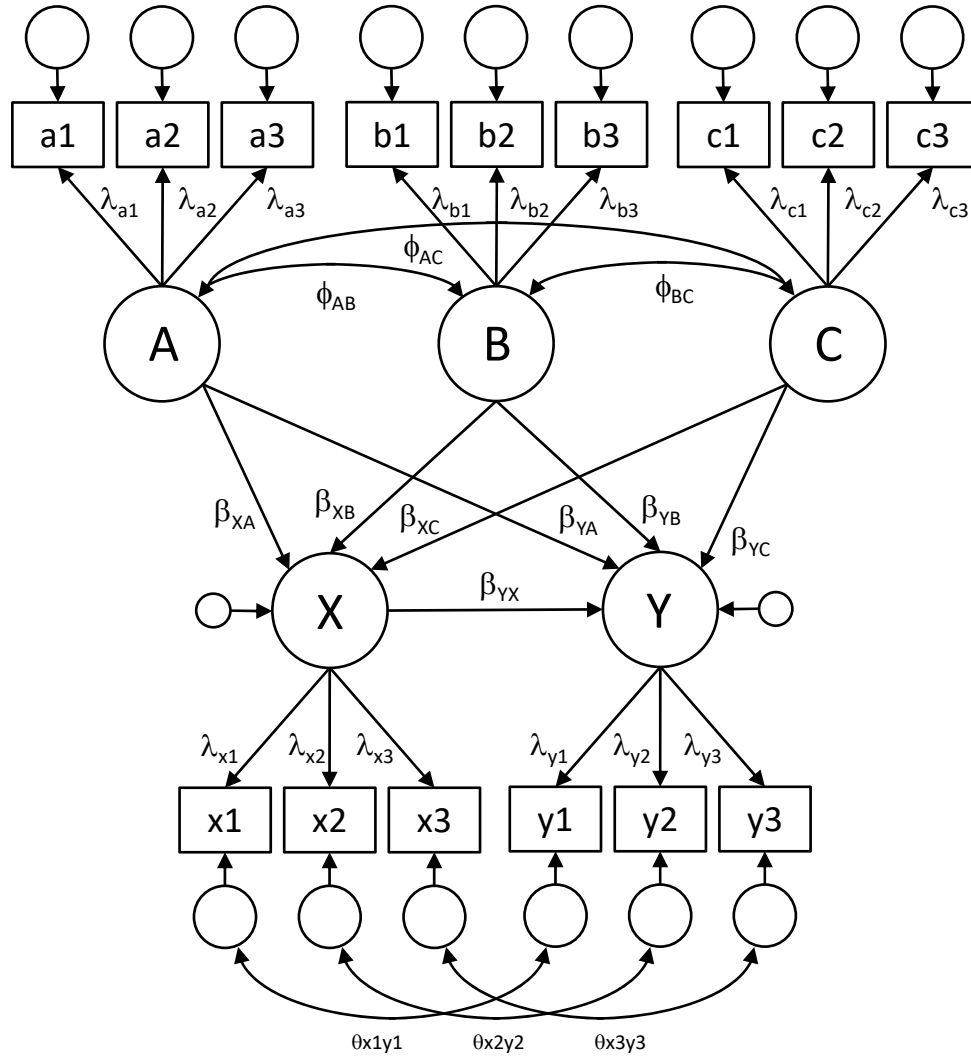 a1 a2 a3 b1 b2 b3 c1 c2 c3
λa1 λa2 λa3 λb1 λb2 λb3 λc1 λc2 λc3
ϕAC
ϕAB ϕBC
A B C
βXA βXB βXC βYA βYB βYC
βYX
X Y
λx1 λx2 λx3 λy1 λy2 λy3
x1 x2 x3 y1 y2 y3
θx1y1 θx2y2 θx3y3